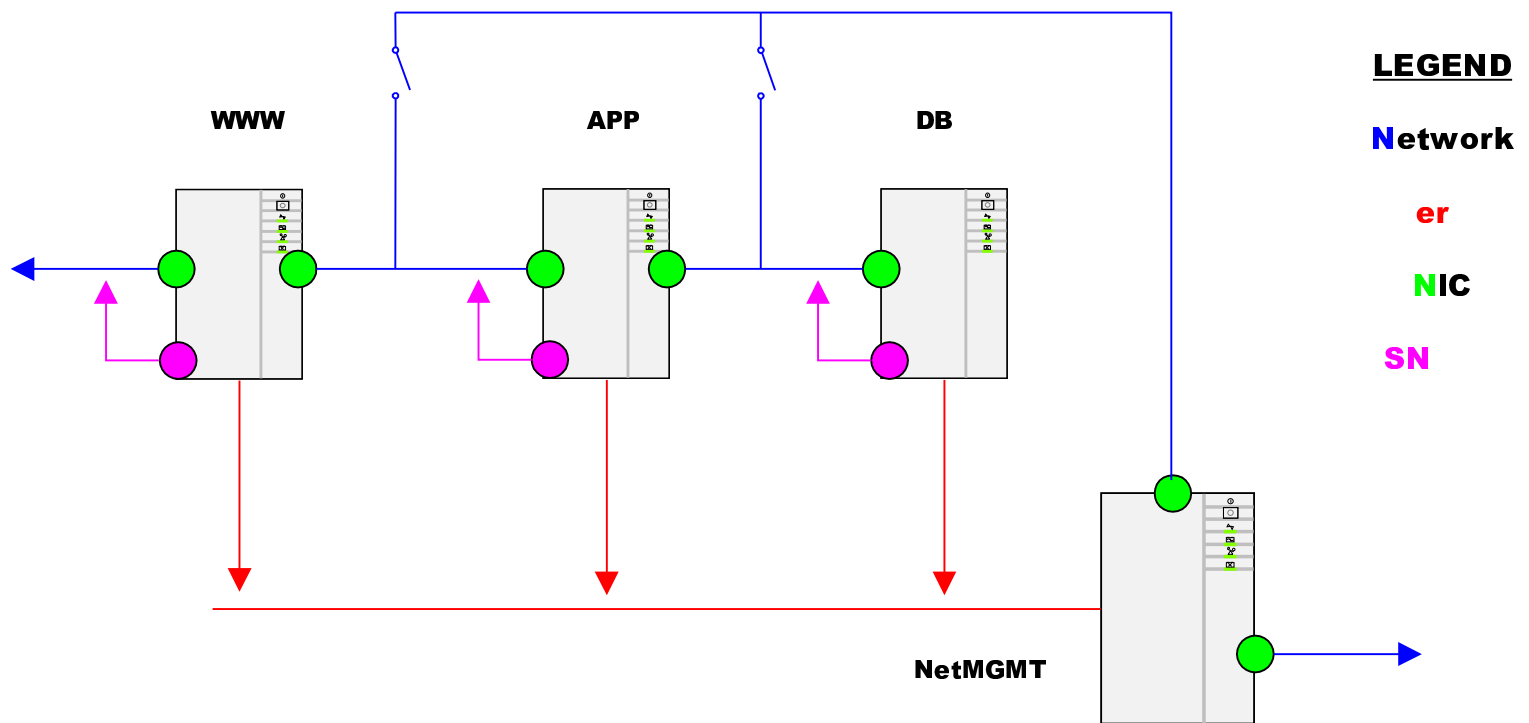 LEGEND
WWW
APP
DB
Network
er
NIC
SN
NetMGMT